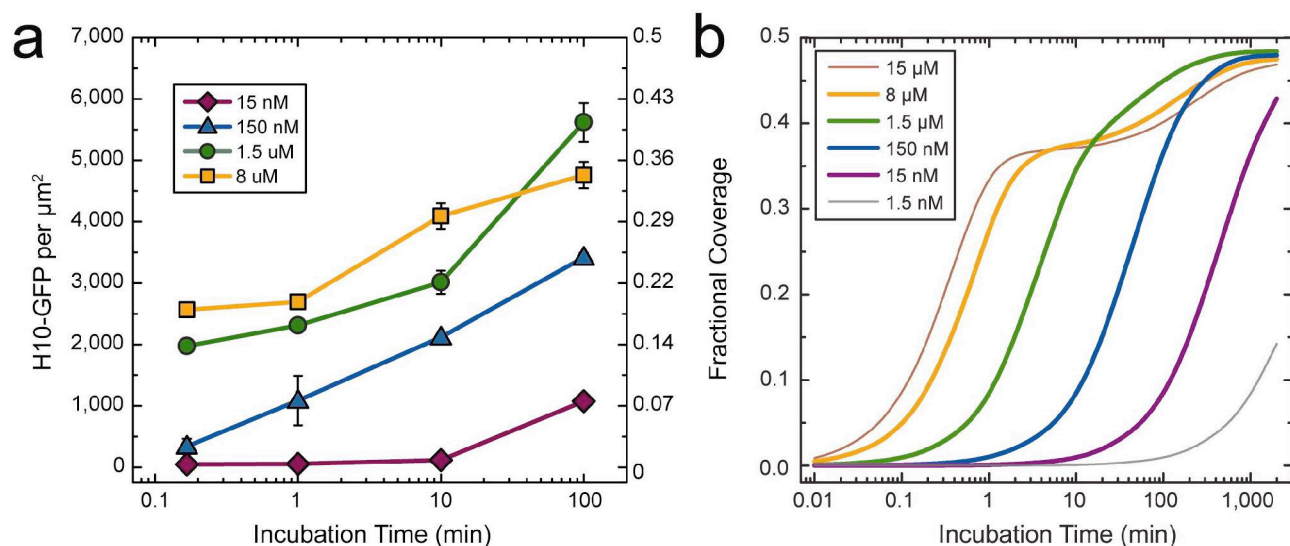 a
7,000
6,000
5,000
4,000
3,000
2,000
1,000
0
H10-GFP per µm²
0.5
0.43
0.36
0.29
0.22
0.14
0.07
0
15 nM
150 nM
1.5 uM
8 uM
0.1
1
10
100
Incubation Time (min)
b
0.5
0.4
0.3
0.2
0.1
0.0
Fractional Coverage
15 µM
8 µM
1.5 µM
150 nM
15 nM
1.5 nM
0.01
0.1
1
10
100
1,000
Incubation Time (min)